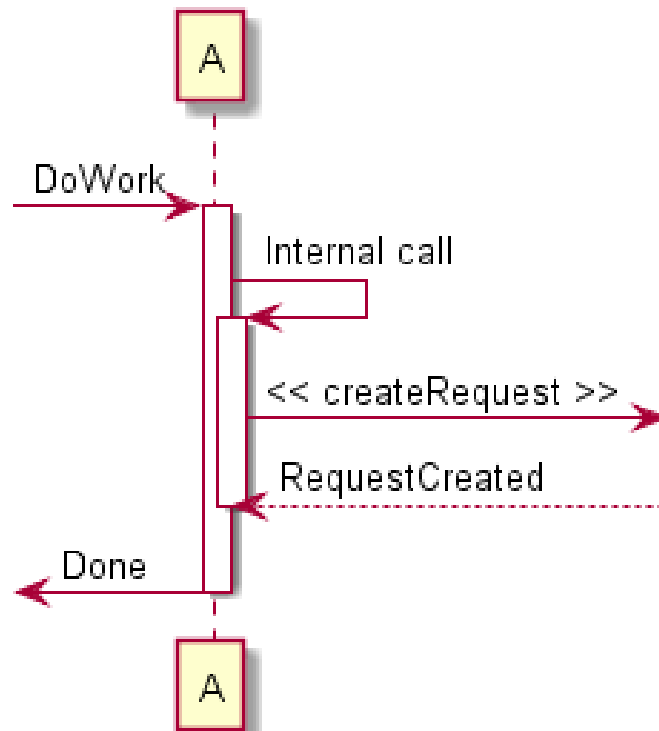 A
DoWork
Internal call
<< createRequest >>
RequestCreated
Done
A